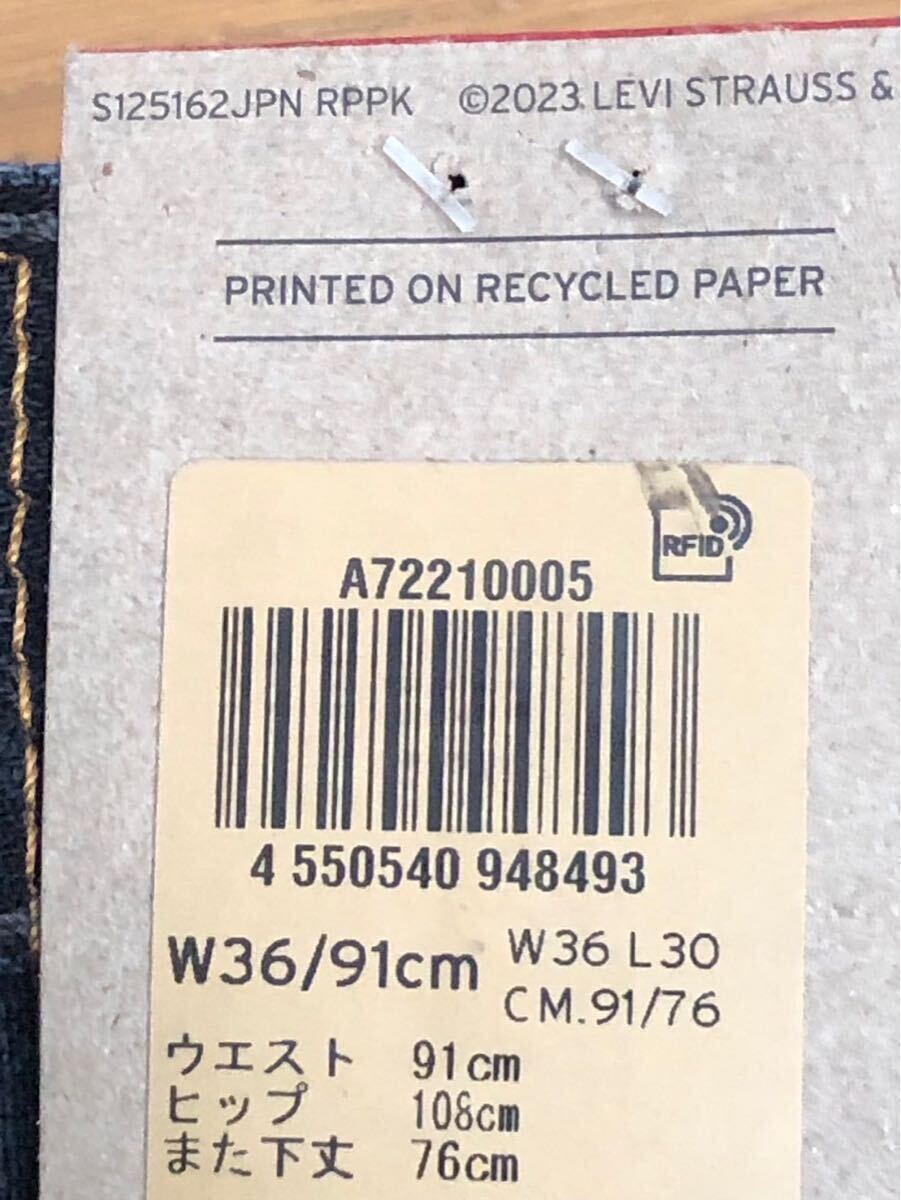 S125162JPN RPPK ©2023 LEVI STRAUSS &
PRINTED ON RECYCLED PAPER
RFID
A72210005
4 550540 948493
W36/91cm
W36 L30
CM.91/76
ウエスト 91cm
ヒップ 108cm
また下丈 76cm